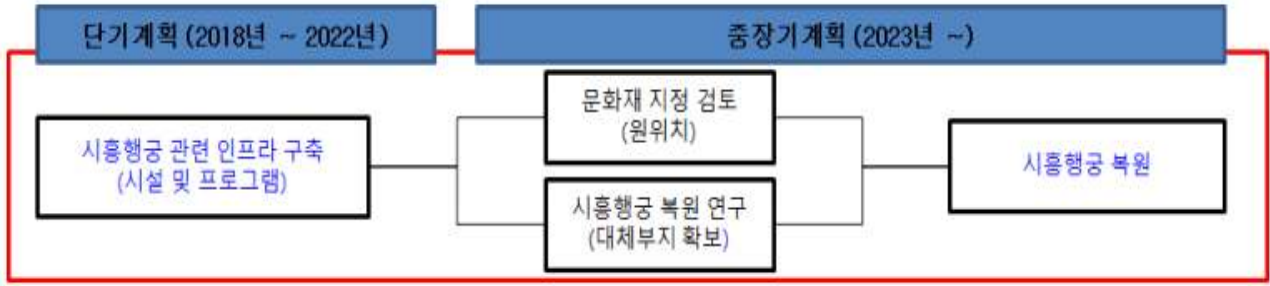 단기계획 (2018년 ~ 2022년)
중장기계획 (2023년 ~)
시흥행궁 관련 인프라 구축
(시설 및 프로그램)
문화재 지정 검토
(원위치)
시흥행궁 복원 연구
(대체부지 확보)
시흥행궁 복원